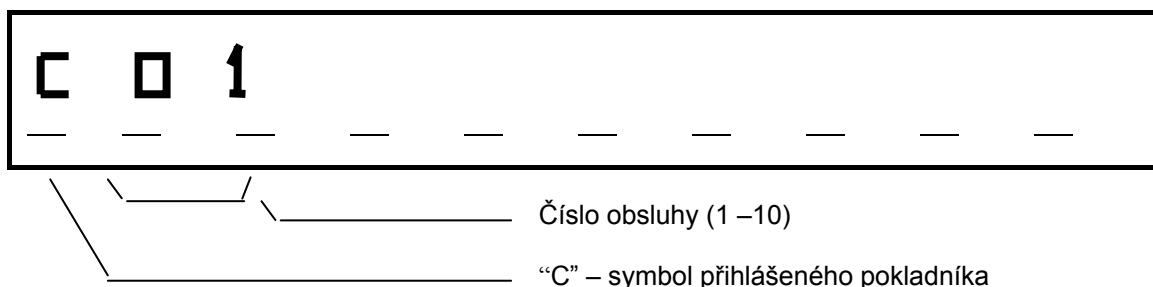 C 0 1
_ _ _ _ _ _ _ _ _ _
Číslo obsluhy (1 –10)
“C” – symbol přihlášeného pokladníka